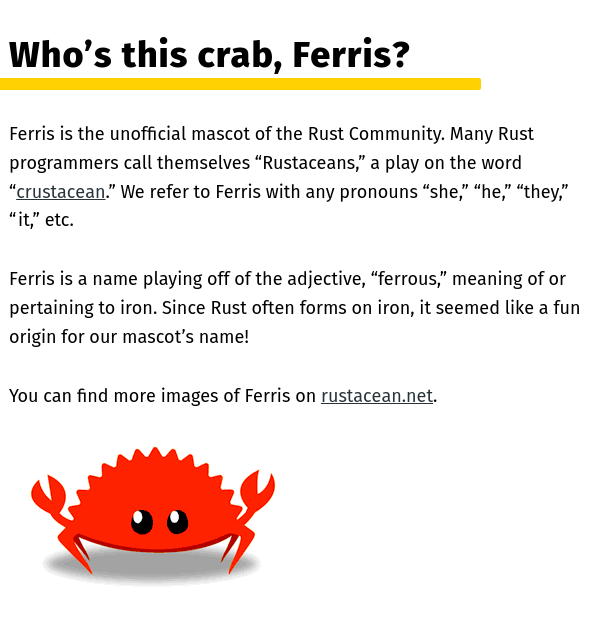 Who’s this crab, Ferris?
Ferris is the unofficial mascot of the Rust Community. Many Rust
programmers call themselves “Rustaceans,” a play on the word
“crustacean.” We refer to Ferris with any pronouns “she,” “he,” “they,”
“it,” etc.
Ferris is a name playing off of the adjective, “ferrous,” meaning of or
pertaining to iron. Since Rust often forms on iron, it seemed like a fun
origin for our mascot’s name!
You can find more images of Ferris on rustacean.net.